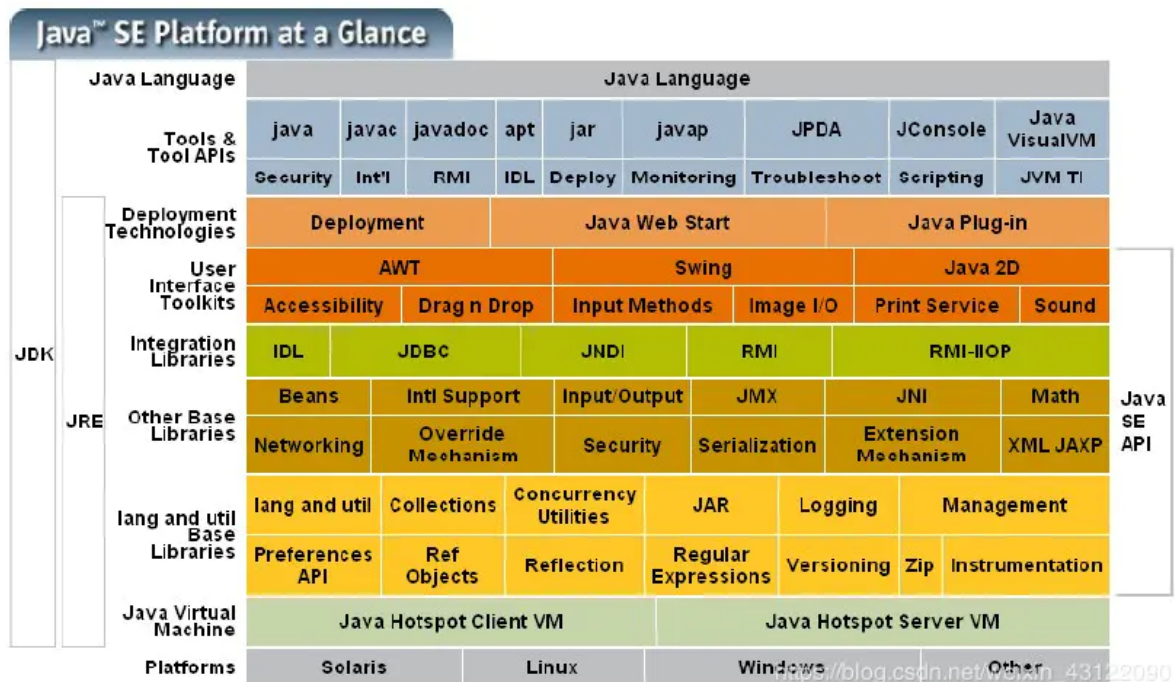 Java™ SE Platform at a Glance
Java Language
Java Language
Tools &
Tool APIs
java javac javadoc apt jar javap JPDA JConsole Java VisualVM
Security Int'l RMI IDL Deploy Monitoring Troubleshoot Scripting JVM TI
Deployment
Technologies
Deployment Java Web Start Java Plug-in
User
Interface
Toolkits
AWT Swing Java 2D
Accessibility Drag n Drop Input Methods Image I/O Print Service Sound
Integration
Libraries
IDL JDBC JNDI RMI RMI-IIOP
JDK
JRE
Other Base
Libraries
Beans Intl Support Input/Output JMX JNI Math
Networking Override Mechanism Security Serialization Extension Mechanism XML JAXP
Java
SE
API
lang and util
Base
Libraries
lang and util Collections Concurrency Utilities JAR Logging Management
Preferences API Ref Objects Reflection Regular Expressions Versioning Zip Instrumentation
Java Virtual
Machine
Java Hotspot Client VM Java Hotspot Server VM
Platforms
Solaris Linux Windows Other
https://blog.csdn.net/weixin_43122090